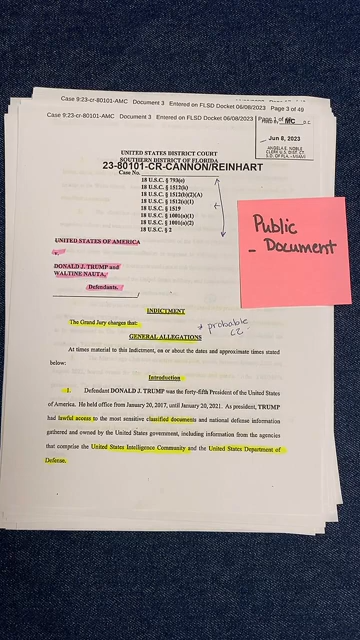 Case 9:23-cr-80101-AMC Document 3 Entered on FLSD Docket 06/08/2023 Page 3 of 49
Case 9:23-cr-80101-AMC Document 3 Entered on FLSD Docket 06/08/2023 Page 1 of
MC D.C.
Jun 8, 2023
ANGELA E. NOBLE
CLERK U.S. DIST. CT.
S.D. OF FLA. - MIAMI
UNITED STATES DISTRICT COURT
SOUTHERN DISTRICT OF FLORIDA
23-80101-CR-CANNON/REINHART
Case No.
18 U.S.C. § 793(e)
18 U.S.C. § 1512(k)
18 U.S.C. § 1512(b)(2)(A)
18 U.S.C. § 1512(c)(1)
18 U.S.C. § 1519
18 U.S.C. § 1001(a)(1)
18 U.S.C. § 1001(a)(2)
18 U.S.C. § 2
Public
- Document
UNITED STATES OF AMERICA
v.
DONALD J. TRUMP and
WALTINE NAUTA,
Defendants.
INDICTMENT
The Grand Jury charges that:
* probable
GENERAL ALLEGATIONS
At times material to this Indictment, on or about the dates and approximate times stated
below:
Introduction
1. Defendant DONALD J. TRUMP was the forty-fifth President of the United States
of America. He held office from January 20, 2017, until January 20, 2021. As president, TRUMP
had lawful access to the most sensitive classified documents and national defense information
gathered and owned by the United States government, including information from the agencies
that comprise the United States Intelligence Community and the United States Department of
Defense.